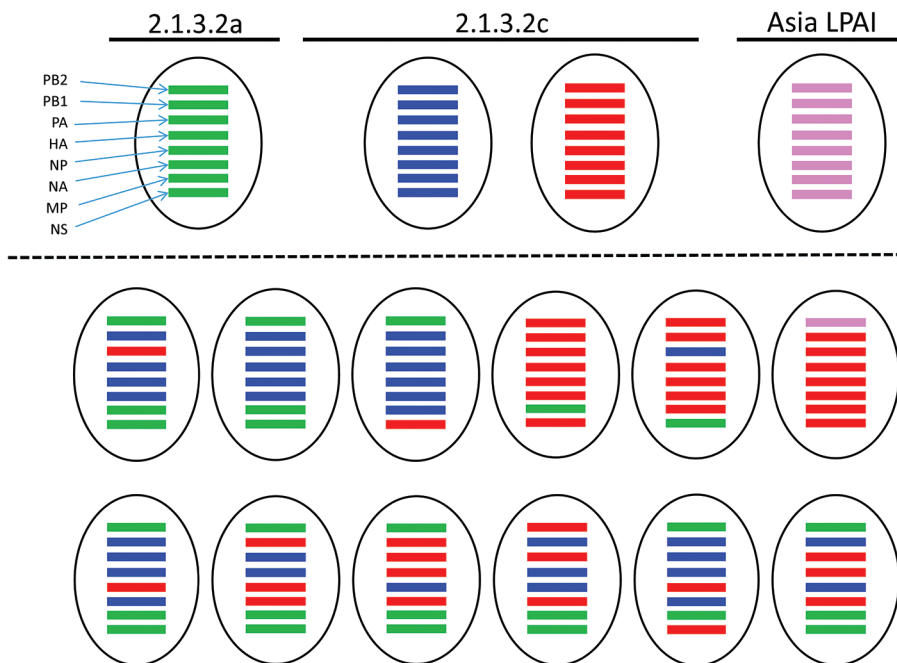 2.1.3.2a
2.1.3.2c
Asia LPAI
PB2
PB1
PA
HA
NP
NA
MP
NS